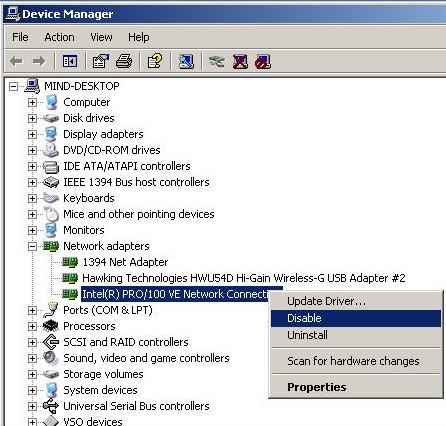 Device Manager
File Action View Help
MIND-DESKTOP
Computer
Disk drives
Display adapters
DVD/CD-ROM drives
IDE ATA/ATAPI controllers
IEEE 1394 Bus host controllers
Keyboards
Mice and other pointing devices
Monitors
Network adapters
1394 Net Adapter
Hawking Technologies HWU54D Hi-Gain Wireless-G USB Adapter #2
Intel(R) PRO/100 VE Network Connecti
Update Driver...
Disable
Uninstall
Scan for hardware changes
Properties
Ports (COM & LPT)
Processors
SCSI and RAID controllers
Sound, video and game controllers
Storage volumes
System devices
Universal Serial Bus controllers
VSO devices